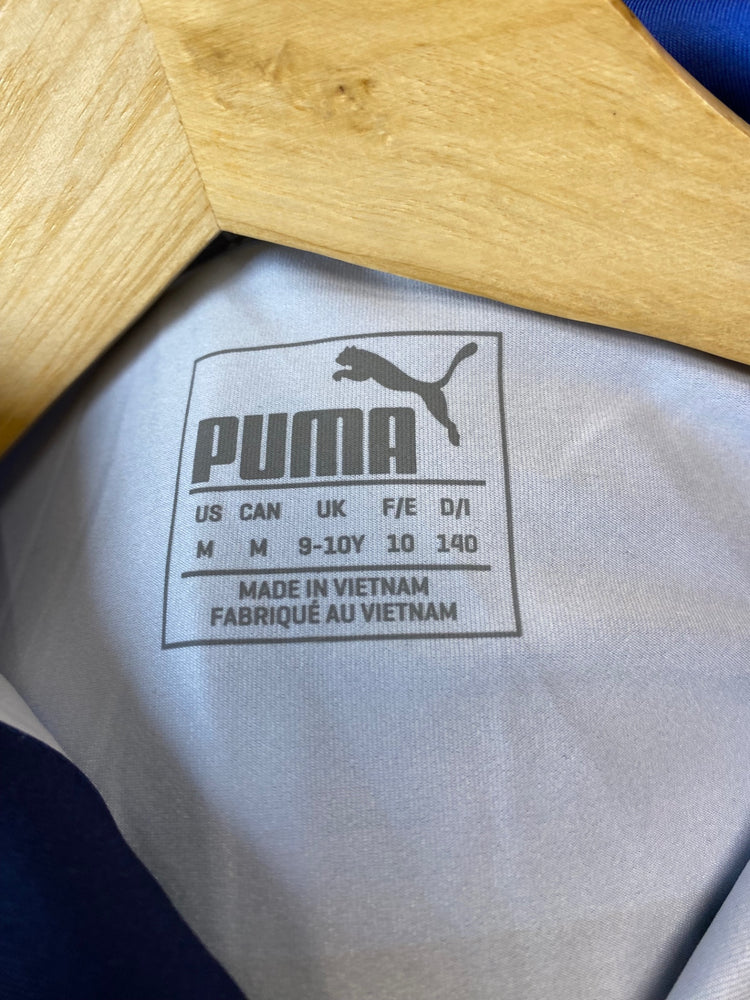 PUMA
US CAN UK F/E D/I
M M 9-10Y 10 140
MADE IN VIETNAM
FABRIQUÉ AU VIETNAM